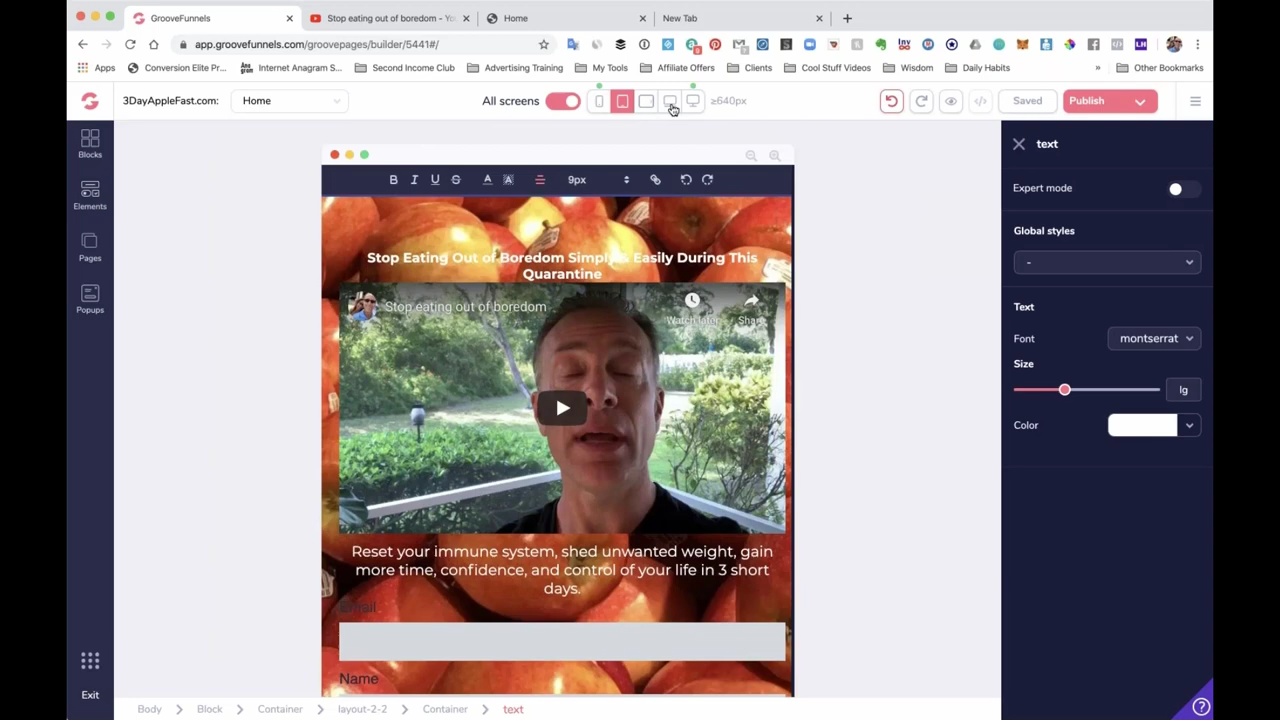 GrooveFunnels
Stop eating out of boredom - Yo
Home
New Tab
app.groovefunnels.com/groovepages/builder/5441#/
Apps
Conversion Elite Pr...
Internet Anagram S...
Second Income Club
Advertising Training
My Tools
Affiliate Offers
Clients
Cool Stuff Videos
Wisdom
Daily Habits
»
Other Bookmarks
3DayAppleFast.com:
Home
All screens
≥640px
Saved
Publish
Blocks
Elements
Pages
Popups
Exit
B I U S A A 9px
Stop Eating Out of Boredom Simply & Easily During This
Quarantine
Stop eating out of boredom
Watch later
Share
Reset your immune system, shed unwanted weight, gain
more time, confidence, and control of your life in 3 short
days.
Email
Name
text
Expert mode
Global styles
-
Text
Font
montserrat
Size
lg
Color
Body
Block
Container
layout-2-2
Container
text